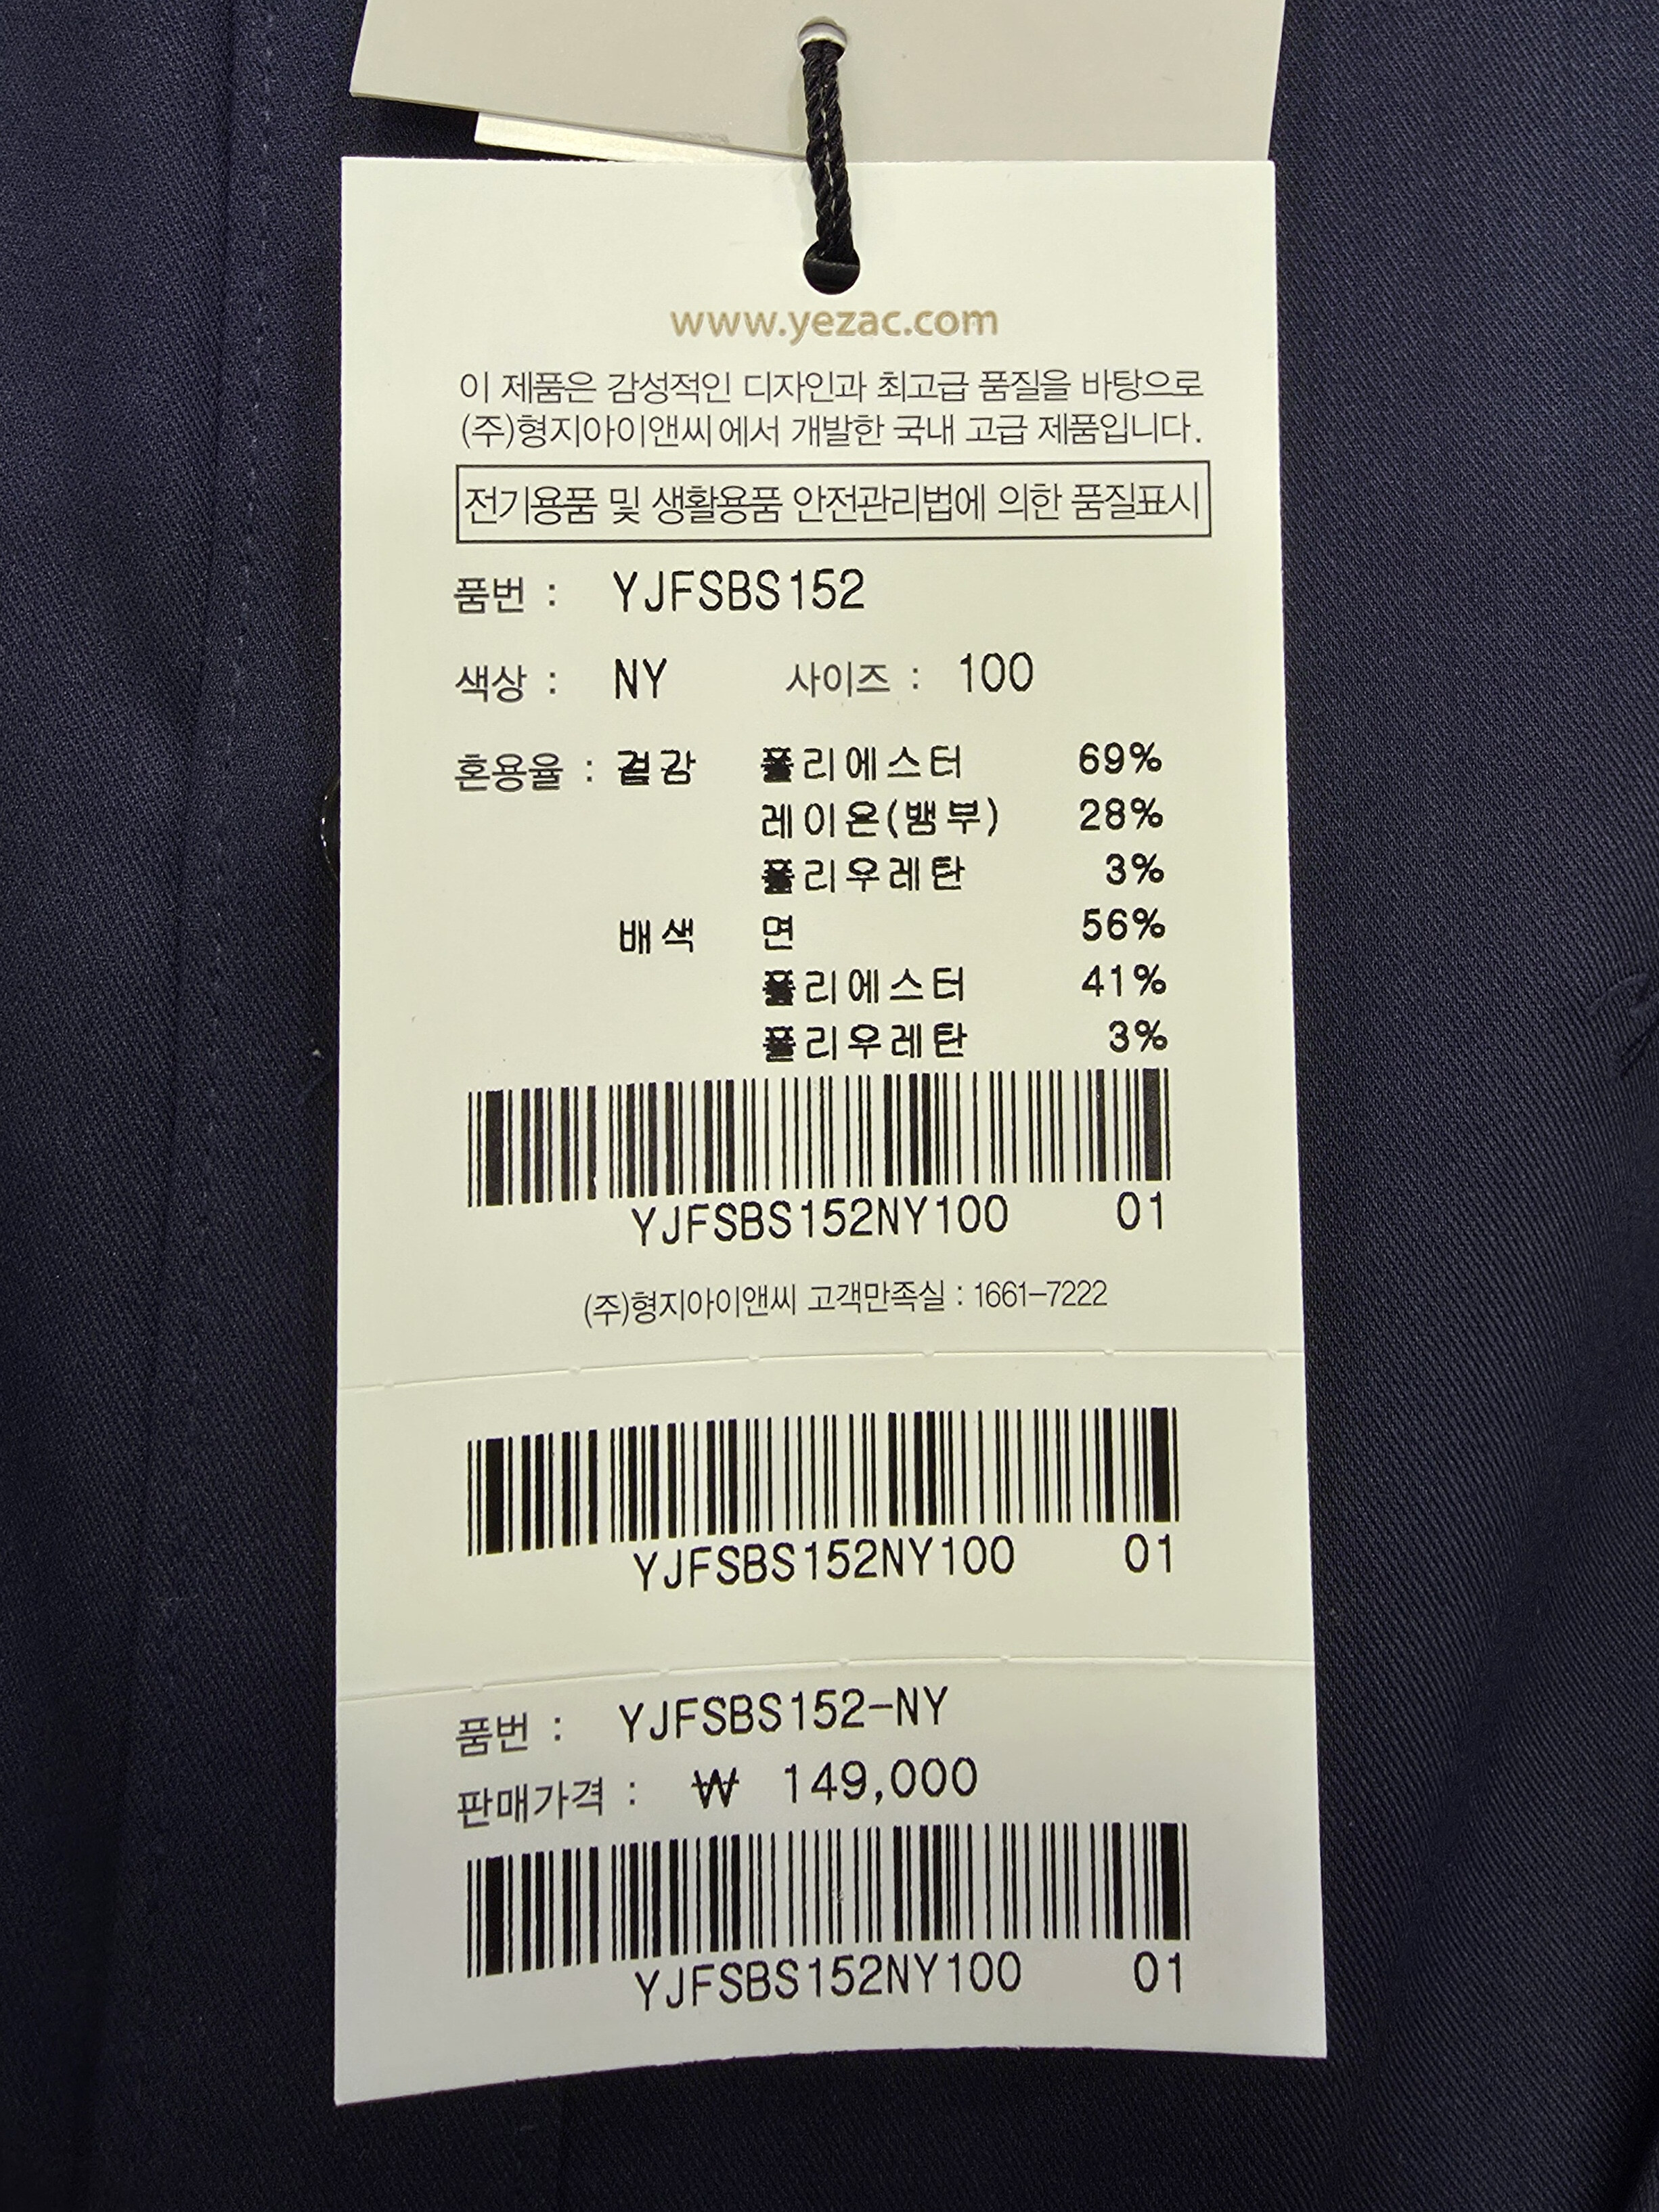 www.yezac.com
이 제품은 감성적인 디자인과 최고급 품질을 바탕으로
(주)형지아이앤씨에서 개발한 국내 고급 제품입니다.
전기용품 및 생활용품 안전관리법에 의한 품질표시
품번 : YJFSBS152
색상 : NY 사이즈 : 100
혼용율 : 겉감 폴리에스터 69%
레이온(뱀부) 28%
폴리우레탄 3%
배색 면 56%
폴리에스터 41%
폴리우레탄 3%
YJFSBS152NY100 01
(주)형지아이앤씨 고객만족실 : 1661-7222
YJFSBS152NY100 01
품번 : YJFSBS152-NY
판매가격 : ₩ 149,000
YJFSBS152NY100 01